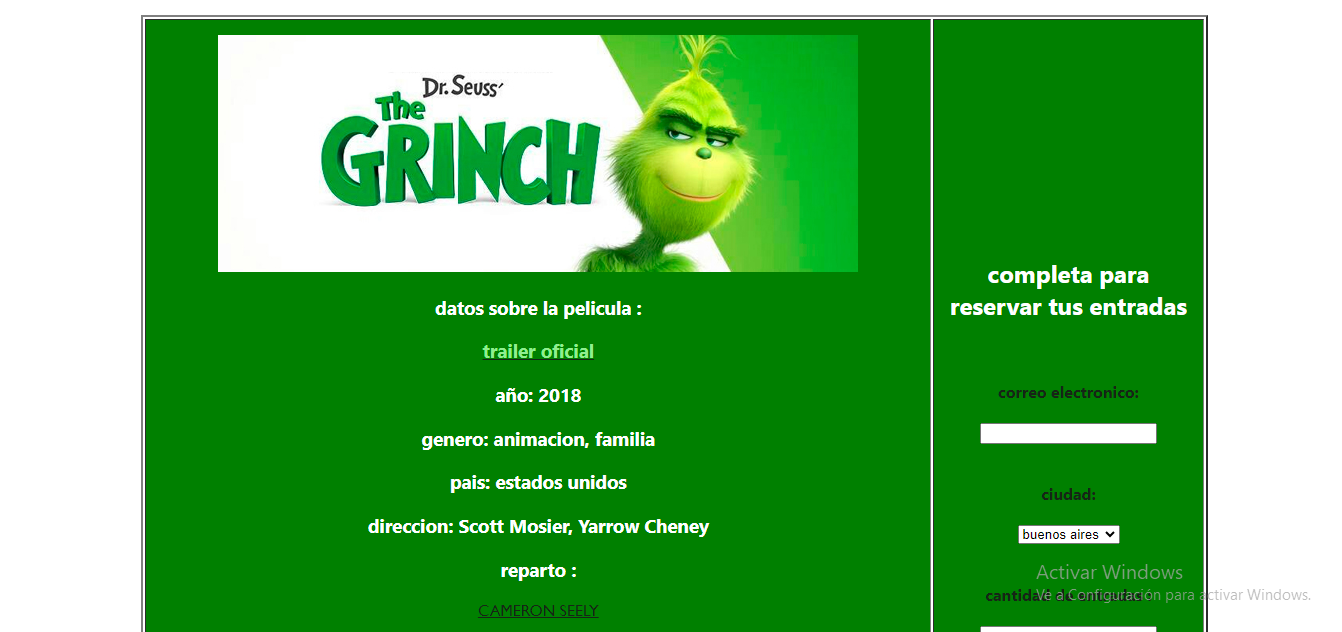 Dr. Seuss'
The
GRINCH
datos sobre la pelicula :
trailer oficial
año: 2018
genero: animacion, familia
pais: estados unidos
direccion: Scott Mosier, Yarrow Cheney
reparto :
CAMERON SEELY
completa para
reservar tus entradas
correo electronico:
ciudad:
buenos aires
cantidad de entradas:
Activar Windows
Ve a Configuración para activar Windows.